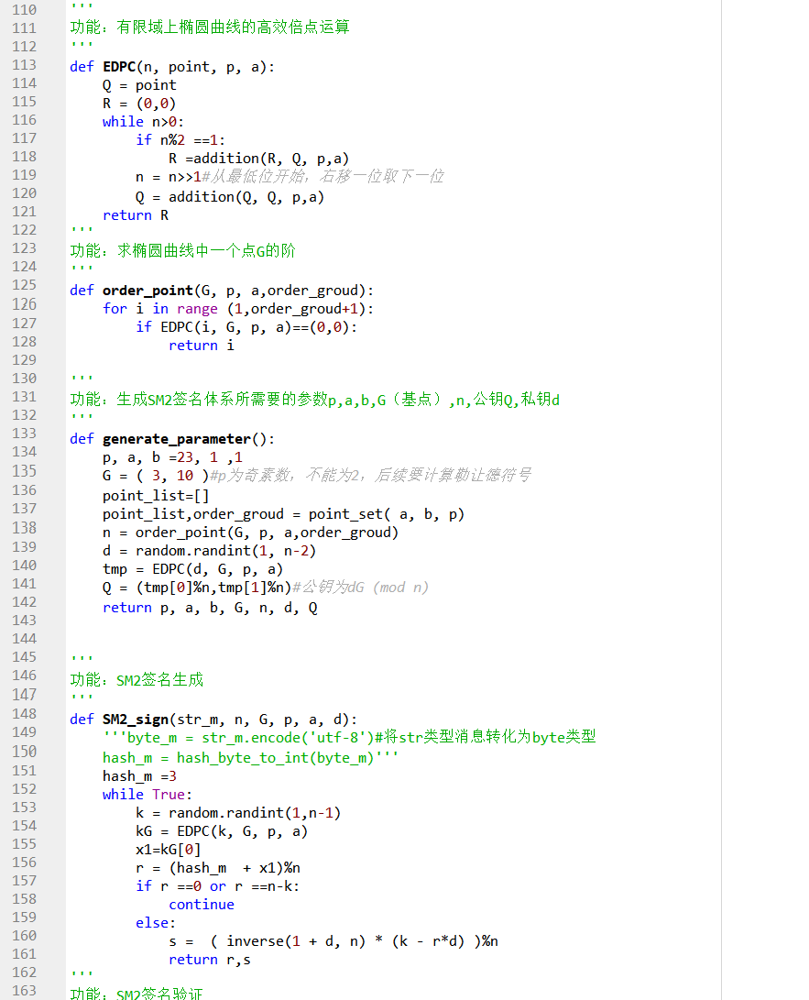 110 '''
111 功能：有限域上椭圆曲线的高效倍点运算
112 '''
113 def EDPC(n, point, p, a):
114     Q = point
115     R = (0,0)
116     while n>0:
117         if n%2 ==1:
118             R =addition(R, Q, p,a)
119         n = n>>1#从最低位开始，右移一位取下一位
120         Q = addition(Q, Q, p,a)
121     return R
122 '''
123 功能：求椭圆曲线中一个点G的阶
124 '''
125 def order_point(G, p, a,order_groud):
126     for i in range (1,order_groud+1):
127         if EDPC(i, G, p, a)==(0,0):
128             return i
129
130 '''
131 功能：生成SM2签名体系所需要的参数p,a,b,G（基点）,n,公钥Q,私钥d
132 '''
133 def generate_parameter():
134     p, a, b =23, 1 ,1
135     G = ( 3, 10 )#p为奇素数，不能为2，后续要计算勒让德符号
136     point_list=[]
137     point_list,order_groud = point_set( a, b, p)
138     n = order_point(G, p, a,order_groud)
139     d = random.randint(1, n-2)
140     tmp = EDPC(d, G, p, a)
141     Q = (tmp[0]%n,tmp[1]%n)#公钥为dG (mod n)
142     return p, a, b, G, n, d, Q
143
144
145 '''
146 功能：SM2签名生成
147 '''
148 def SM2_sign(str_m, n, G, p, a, d):
149     '''byte_m = str_m.encode('utf-8')#将str类型消息转化为byte类型
150     hash_m = hash_byte_to_int(byte_m)'''
151     hash_m =3
152     while True:
153         k = random.randint(1,n-1)
154         kG = EDPC(k, G, p, a)
155         x1=kG[0]
156         r = (hash_m  + x1)%n
157         if r ==0 or r ==n-k:
158             continue
159         else:
160             s =  ( inverse(1 + d, n) * (k - r*d) )%n
161             return r,s
162 '''
163 功能：SM2签名验证